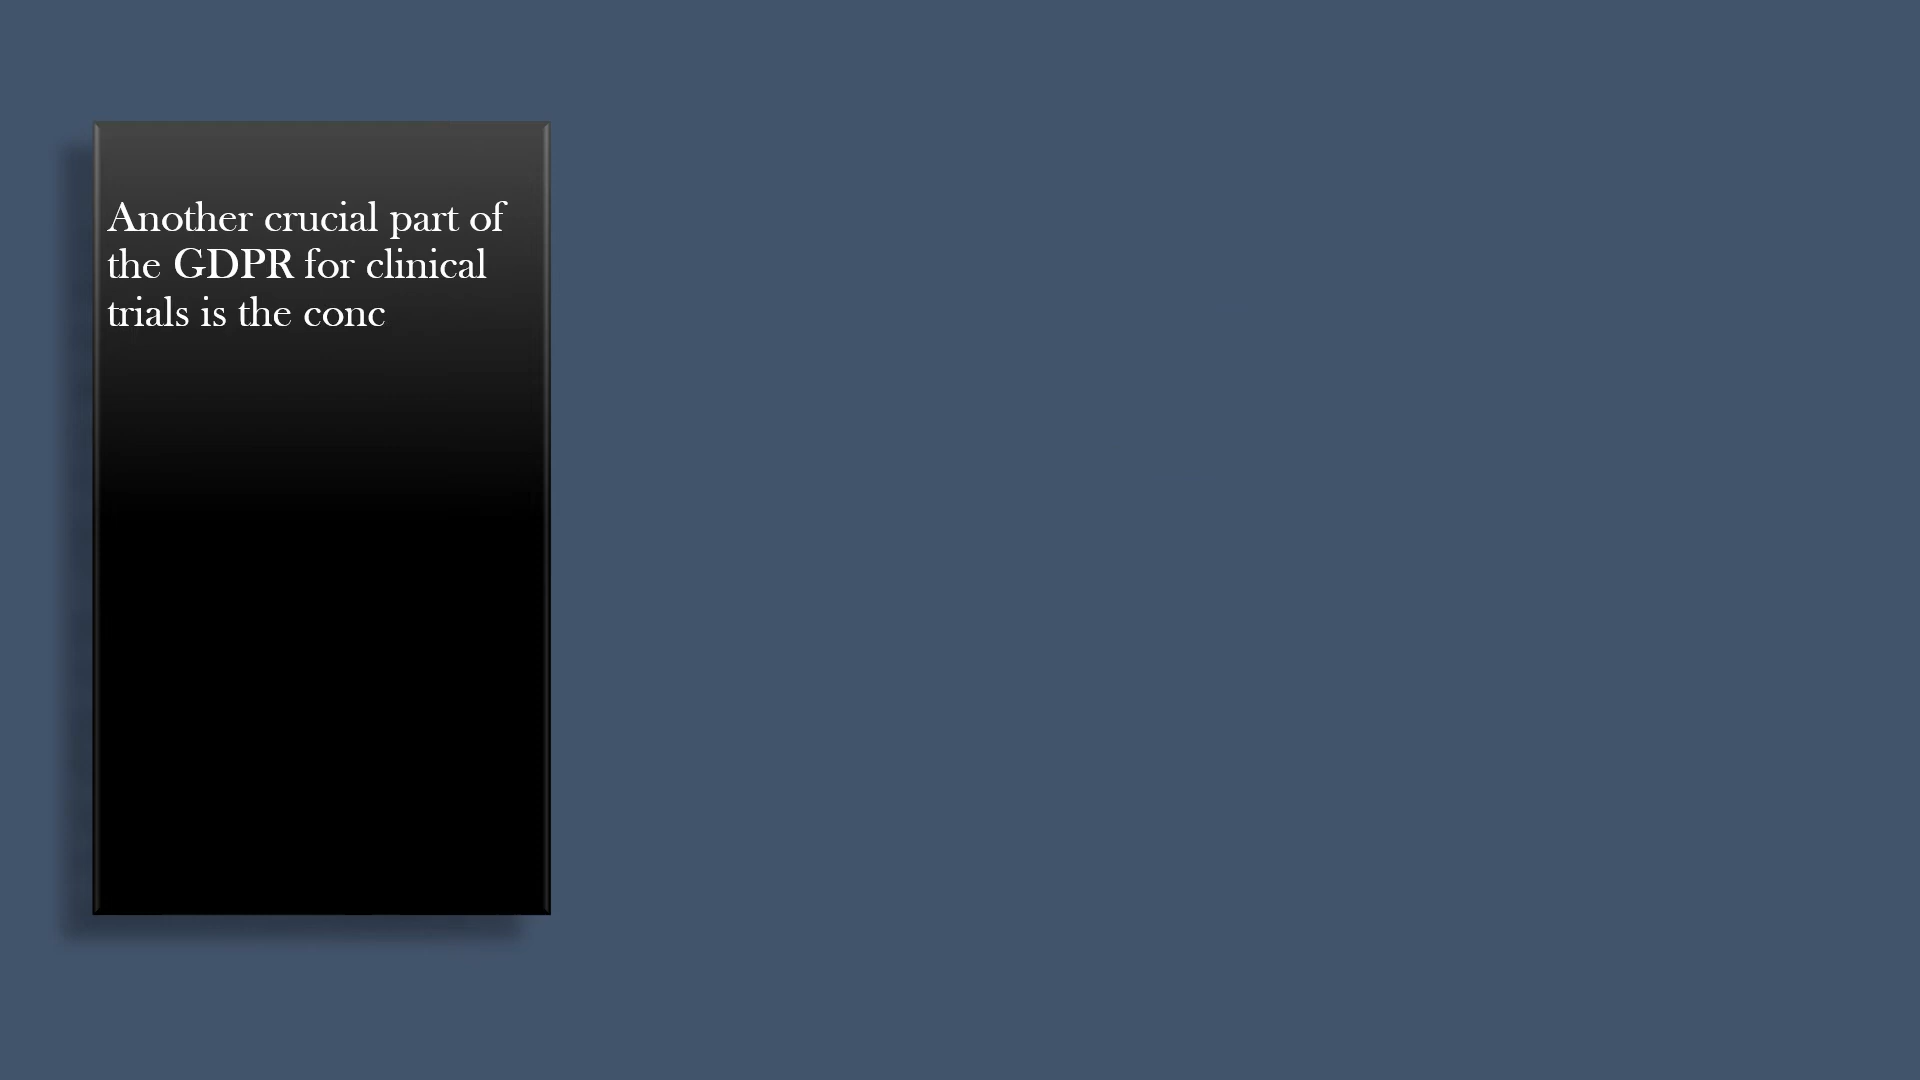 Another crucial part of
the GDPR for clinical
trials is the conc